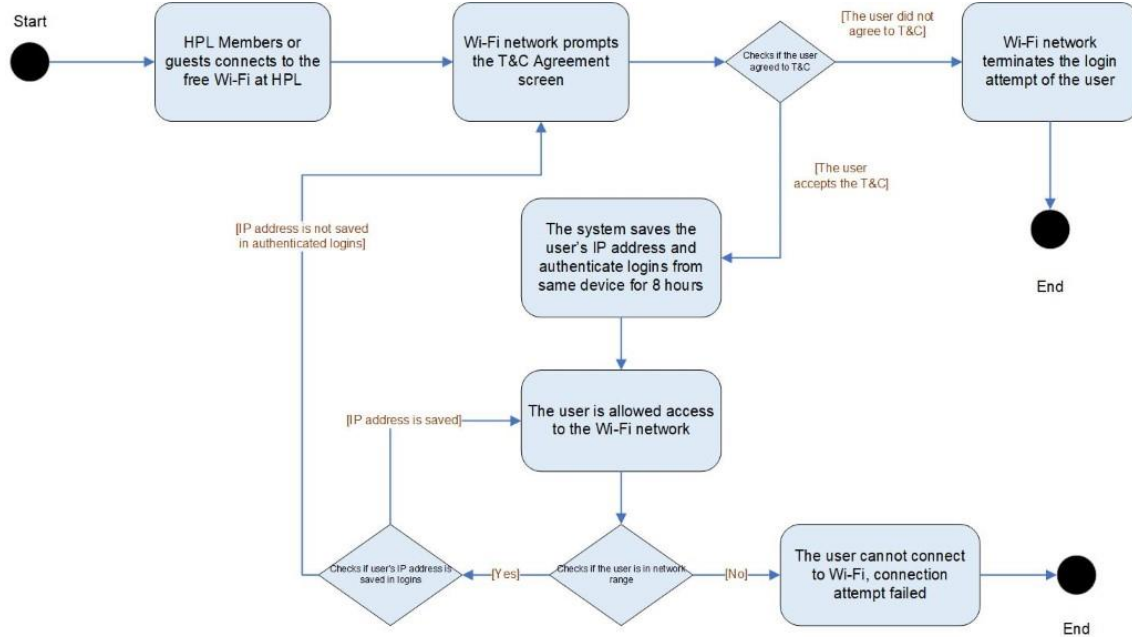 Start
HPL Members or
guests connects to the
free Wi-Fi at HPL
Wi-Fi network prompts
the T&C Agreement
screen
Checks if the user
agreed to T&C
[The user did not
agree to T&C]
Wi-Fi network
terminates the login
attempt of the user
End
[The user
accepts the T&C]
The system saves the
user's IP address and
authenticate logins from
same device for 8 hours
[IP address is not saved
in authenticated logins]
The user is allowed access
to the Wi-Fi network
[IP address is saved]
Checks if user's IP address is
saved in logins
[Yes]
Checks if the user is in network
range
[No]
The user cannot connect
to Wi-Fi, connection
attempt failed
End